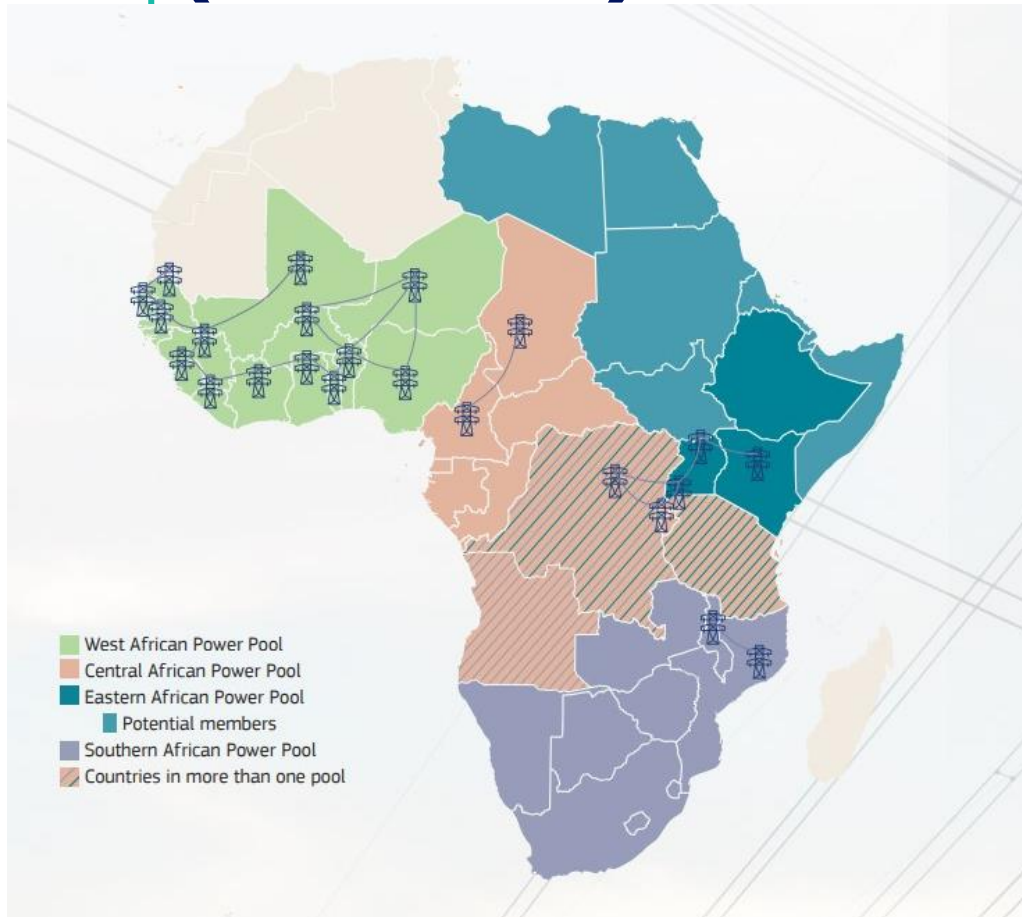 West African Power Pool
Central African Power Pool
Eastern African Power Pool
Potential members
Southern African Power Pool
Countries in more than one pool